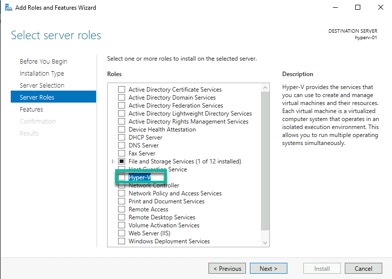 Add Roles and Features Wizard
Select server roles
DESTINATION SERVER
hyperv-01
Before You Begin
Installation Type
Server Selection
Server Roles
Features
Confirmation
Results
Select one or more roles to install on the selected server.
Roles
Active Directory Certificate Services
Active Directory Domain Services
Active Directory Federation Services
Active Directory Lightweight Directory Services
Active Directory Rights Management Services
Device Health Attestation
DHCP Server
DNS Server
Fax Server
File and Storage Services (1 of 12 installed)
Host Guardian Service
Hyper-V
Network Controller
Network Policy and Access Services
Print and Document Services
Remote Access
Remote Desktop Services
Volume Activation Services
Web Server (IIS)
Windows Deployment Services
Description
Hyper-V provides the services that
you can use to create and manage
virtual machines and their resources.
Each virtual machine is a virtualized
computer system that operates in an
isolated execution environment. This
allows you to run multiple operating
systems simultaneously.
< Previous
Next >
Install
Cancel